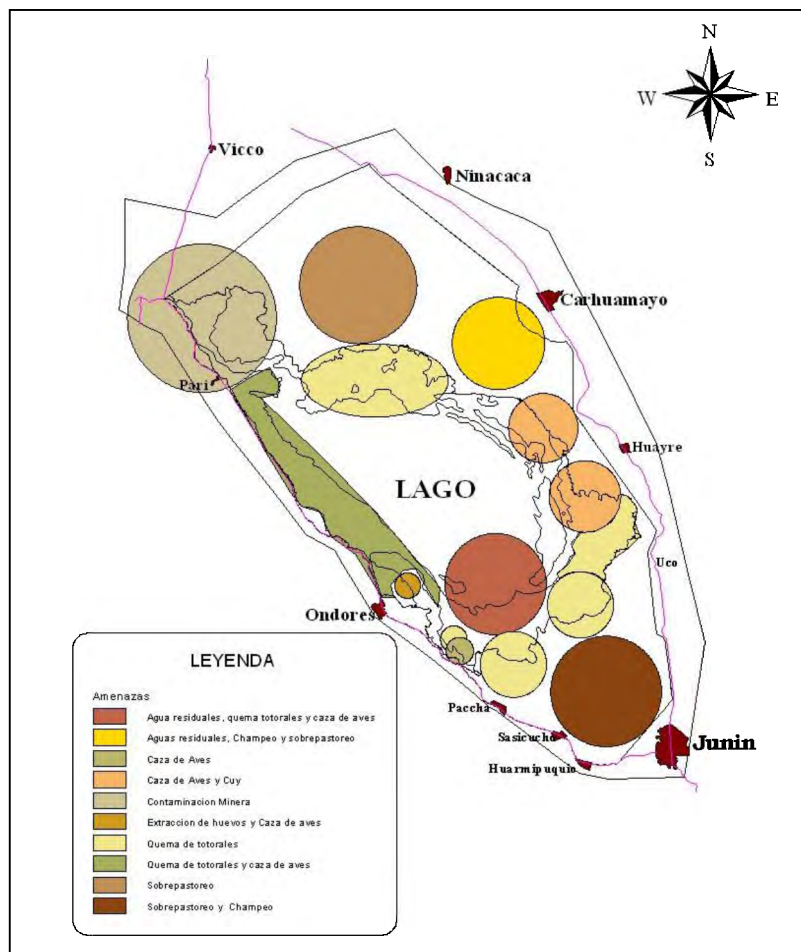 N
W
E
S
Vicco
Ninacaca
Carhuamayo
Pari
Huayre
LAGO
Uco
Ondores
Paccha
Sasicucho
Junin
Huarmipuquio
LEYENDA
Amenazas
Agua residuales, quema totorales y caza de aves
Aguas residuales, Champeo y sobrepastoreo
Caza de Aves
Caza de Aves y Cuy
Contaminacion Minera
Extraccion de huevos y Caza de aves
Quema de totorales
Quema de totorales y caza de aves
Sobrepastoreo
Sobrepastoreo y Champeo